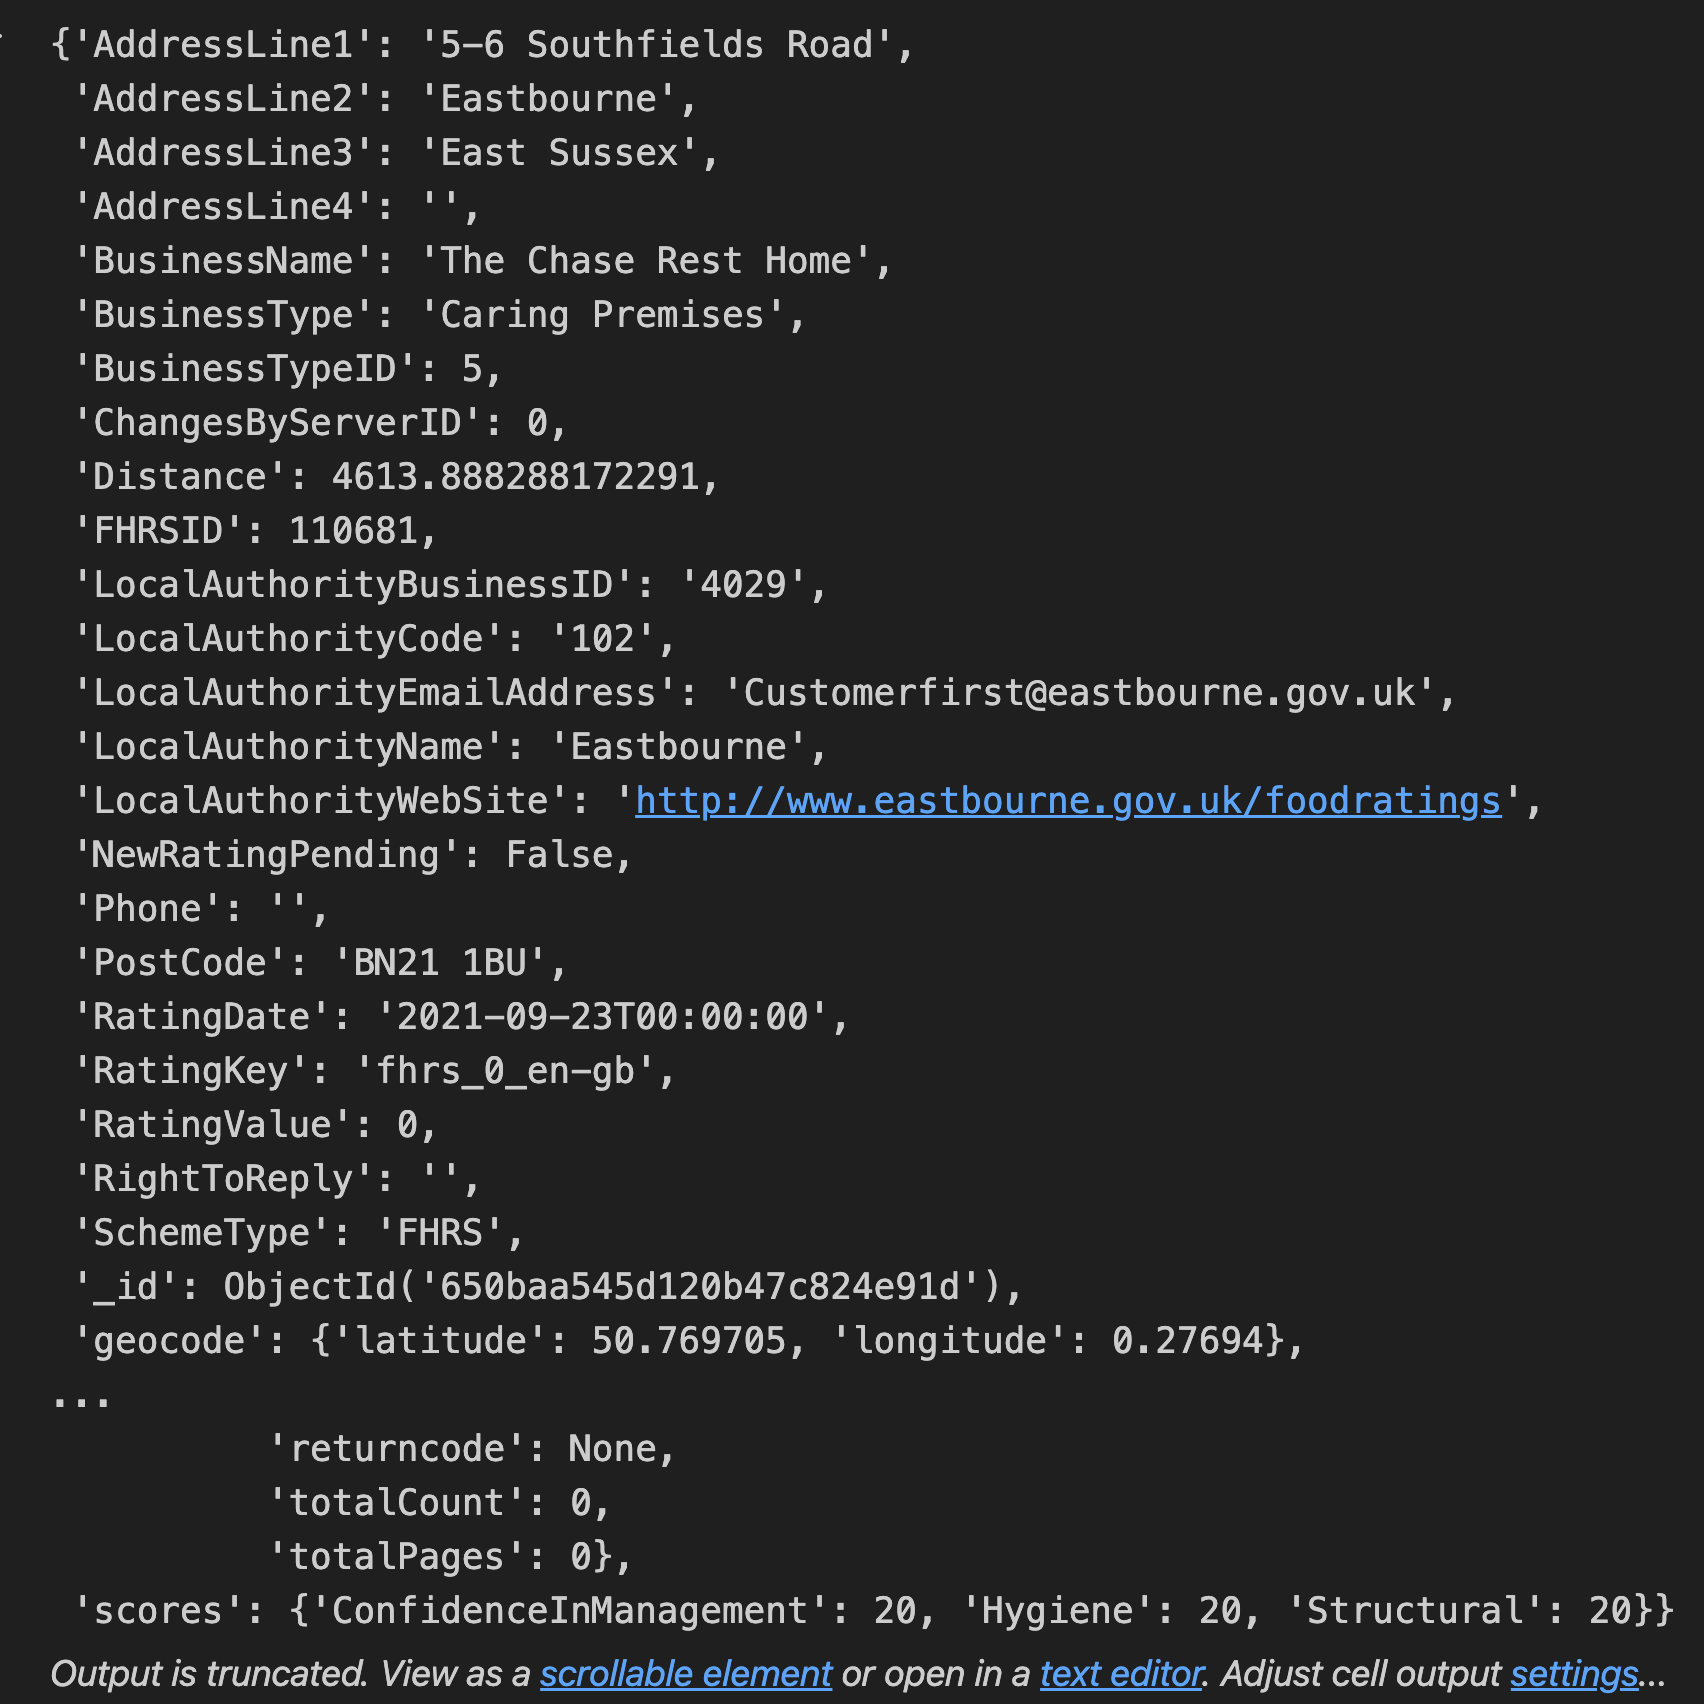 {'AddressLine1': '5-6 Southfields Road',
'AddressLine2': 'Eastbourne',
'AddressLine3': 'East Sussex',
'AddressLine4': '',
'BusinessName': 'The Chase Rest Home',
'BusinessType': 'Caring Premises',
'BusinessTypeID': 5,
'ChangesByServerID': 0,
'Distance': 4613.888288172291,
'FHRSID': 110681,
'LocalAuthorityBusinessID': '4029',
'LocalAuthorityCode': '102',
'LocalAuthorityEmailAddress': 'Customerfirst@eastbourne.gov.uk',
'LocalAuthorityName': 'Eastbourne',
'LocalAuthorityWebSite': 'http://www.eastbourne.gov.uk/foodratings',
'NewRatingPending': False,
'Phone': '',
'PostCode': 'BN21 1BU',
'RatingDate': '2021-09-23T00:00:00',
'RatingKey': 'fhrs_0_en-gb',
'RatingValue': 0,
'RightToReply': '',
'SchemeType': 'FHRS',
'_id': ObjectId('650baa545d120b47c824e91d'),
'geocode': {'latitude': 50.769705, 'longitude': 0.27694},
...
'returncode': None,
'totalCount': 0,
'totalPages': 0},
'scores': {'ConfidenceInManagement': 20, 'Hygiene': 20, 'Structural': 20}}
Output is truncated. View as a scrollable element or open in a text editor. Adjust cell output settings...